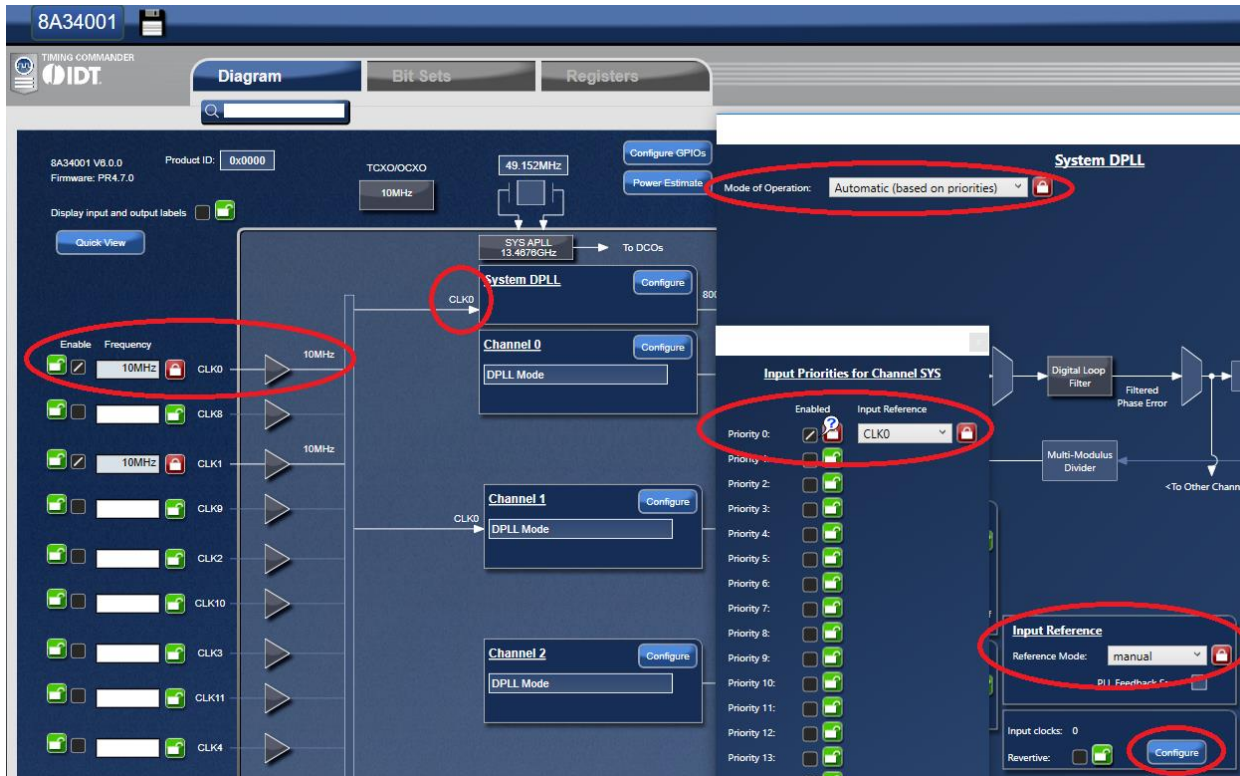 8A34001
TIMING COMMANDER
IDT
Diagram
Bit Sets
Registers
8A34001 V6.0.0
Product ID: 0x0000
Firmware: PR4.7.0
Display input and output labels
Quick View
TCXO/OCXO
10MHz
49.152MHz
Configure GPIOs
Power Estimate
SYS APLL
13.4676GHz
To DCOs
System DPLL
Configure
CLK0
800
Channel 0
Configure
DPLL Mode
Enable Frequency
10MHz CLK0
10MHz
CLK8
10MHz CLK1
10MHz
CLK9
CLK2
CLK10
CLK3
CLK11
CLK4
CLK0
Channel 1
Configure
DPLL Mode
Channel 2
Configure
DPLL Mode
System DPLL
Mode of Operation: Automatic (based on priorities)
Input Priorities for Channel SYS
Enabled Input Reference
Priority 0: CLK0
Priority
Priority 2:
Priority 3:
Priority 4:
Priority 5:
Priority 6:
Priority 7:
Priority 8:
Priority 9:
Priority 10:
Priority 11:
Priority 12:
Priority 13:
Digital Loop
Filter
Filtered
Phase Error
Multi-Modulus
Divider
<To Other Chann
Input Reference
Reference Mode: manual
PLL Feedback
Input clocks: 0
Revertive:
Configure